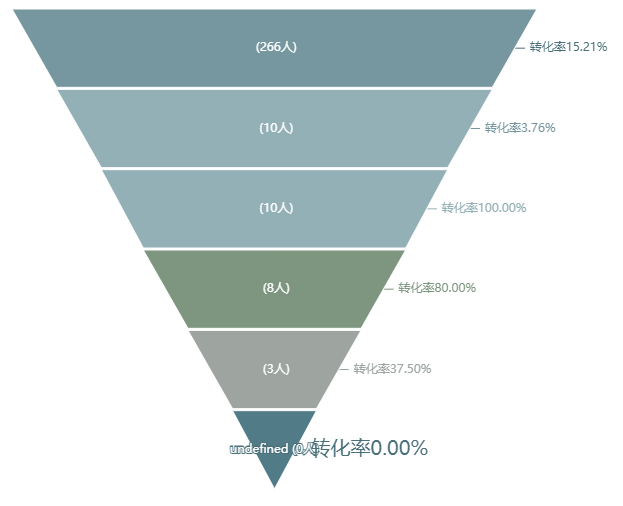 (266人) 转化率15.21%
(10人) 转化率3.76%
(10人) 转化率100.00%
(8人) 转化率80.00%
(3人) 转化率37.50%
undefined (0人) 转化率0.00%